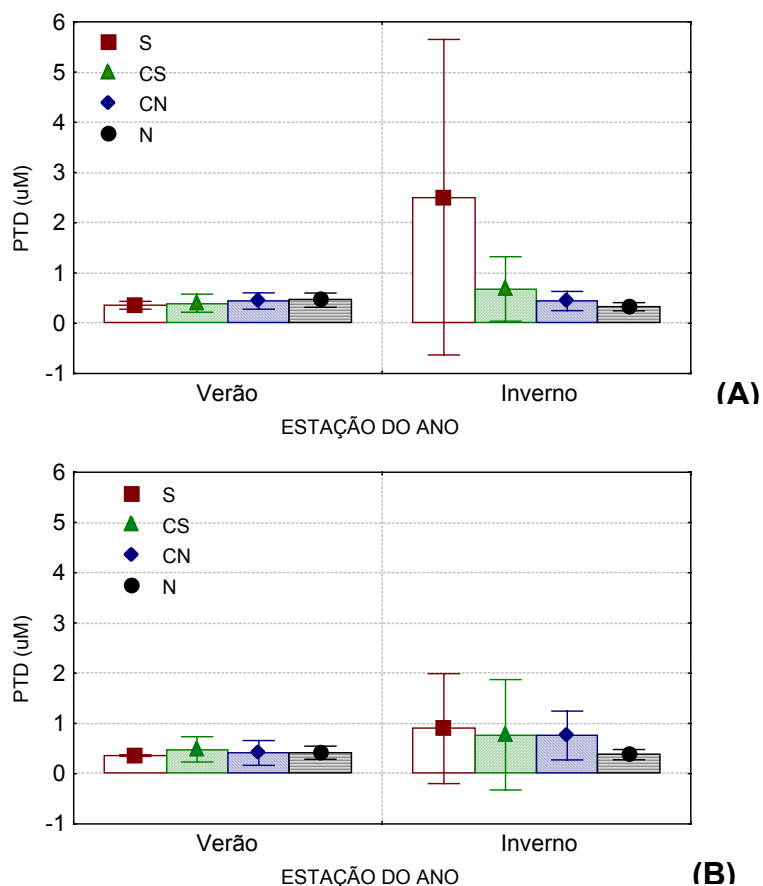 6
5
4
3
2
1
0
-1
PTD (uM)
S
CS
CN
N
Verão
Inverno
ESTAÇÃO DO ANO
(A)
6
5
4
3
2
1
0
-1
PTD (uM)
S
CS
CN
N
Verão
Inverno
ESTAÇÃO DO ANO
(B)